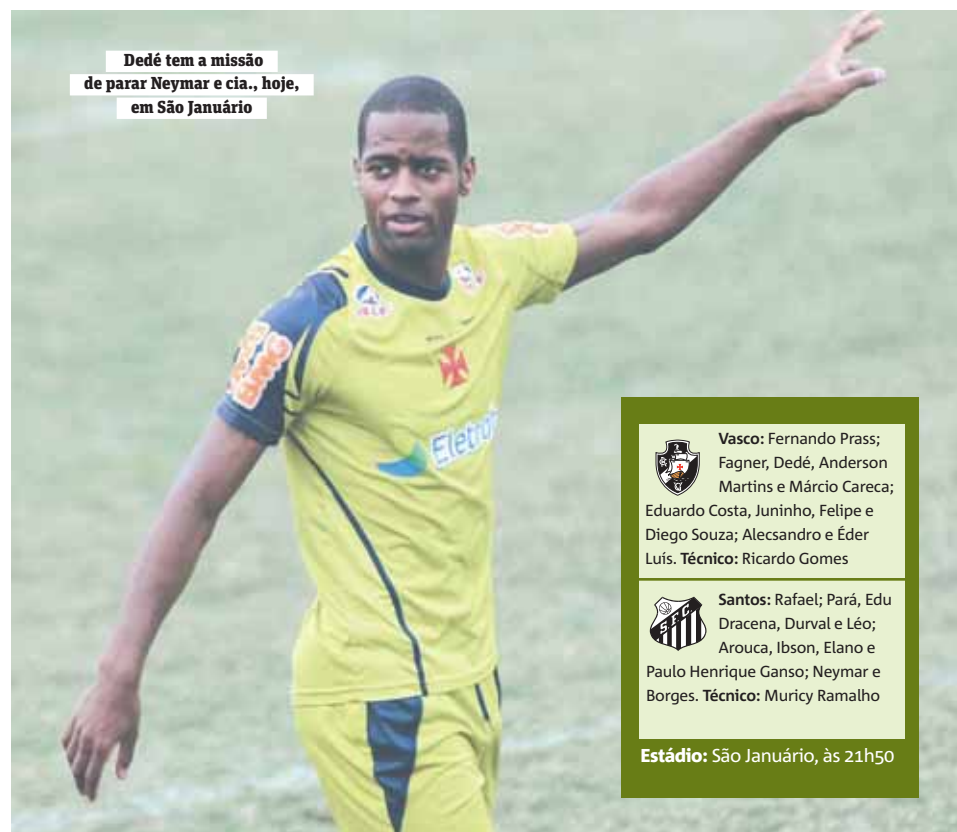 Dedé tem a missão
de parar Neymar e cia., hoje,
em São Januário
Eletro
Vasco: Fernando Prass;
Fagner, Dedé, Anderson
Martins e Márcio Careca;
Eduardo Costa, Juninho, Felipe e
Diego Souza; Alecsandro e Éder
Luís. Técnico: Ricardo Gomes
SFC
Santos: Rafael; Pará, Edu
Dracena, Durval e Léo;
Arouca, Ibson, Elano e
Paulo Henrique Ganso; Neymar e
Borges. Técnico: Muricy Ramalho
Estádio: São Januário, às 21h50